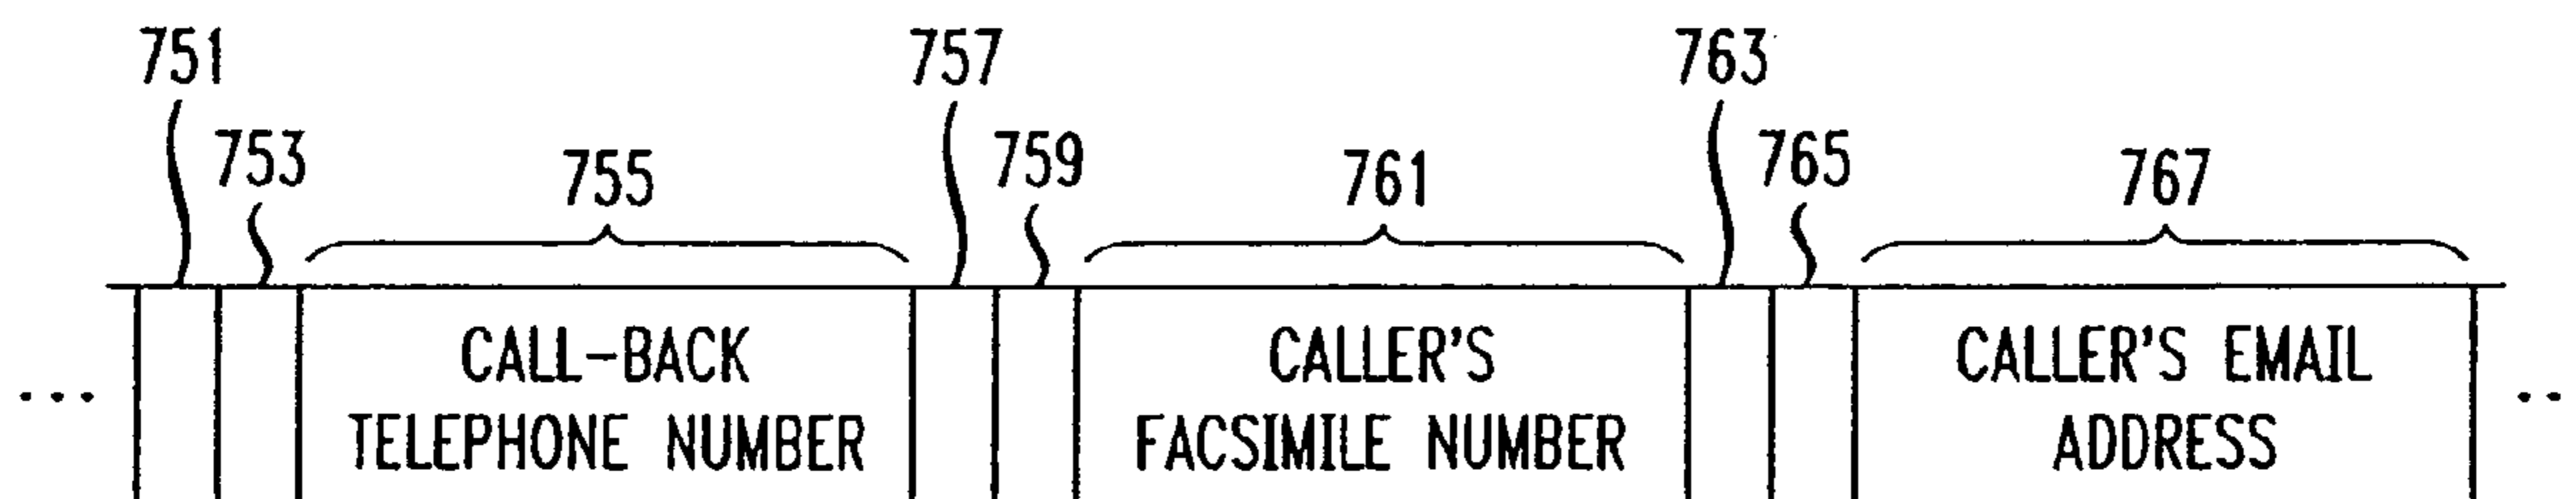 751 757 763
753 759 765
755 761 767
CALL-BACK CALLER'S CALLER'S EMAIL
TELEPHONE NUMBER FACSIMILE NUMBER ADDRESS
... ..